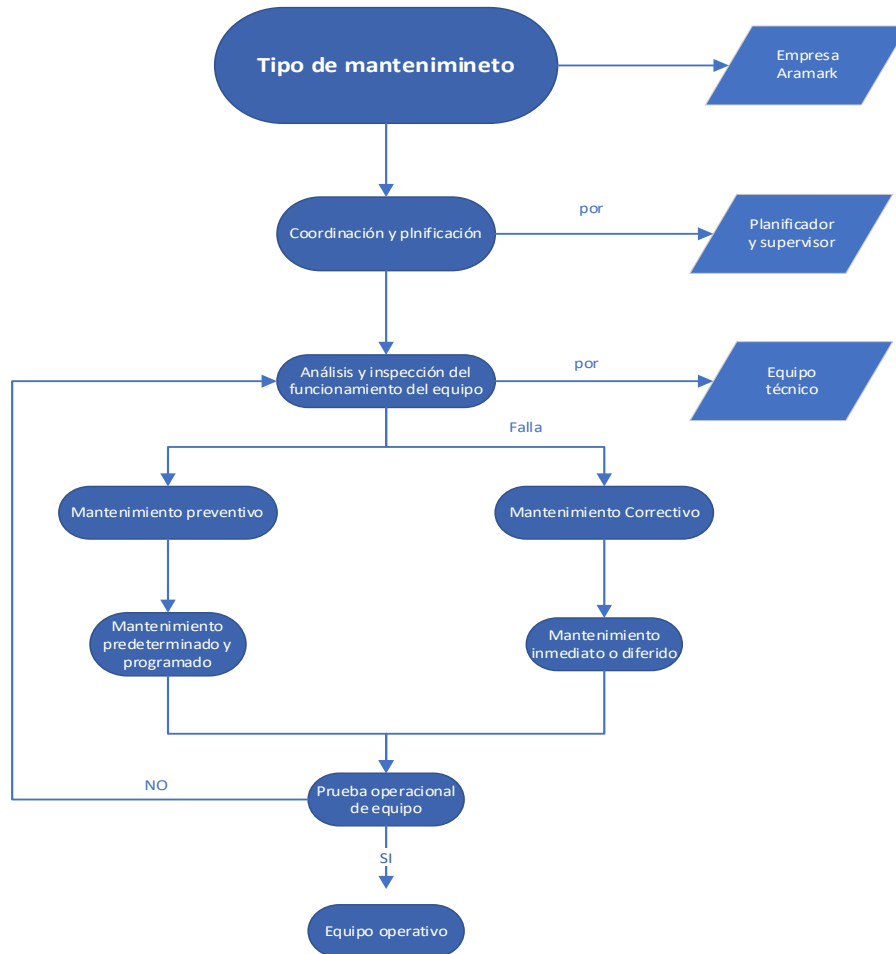 Tipo de mantenimineto
Empresa
Aramark
Coordinación y plnificación
por
Planificador
y supervisor
Análisis y inspección del
funcionamiento del equipo
por
Equipo
técnico
Falla
Mantenimiento preventivo
Mantenimiento Correctivo
Mantenimiento
predeterminado y
programado
Mantenimiento
inmediato o diferido
NO
Prueba operacional
de equipo
SI
Equipo operativo